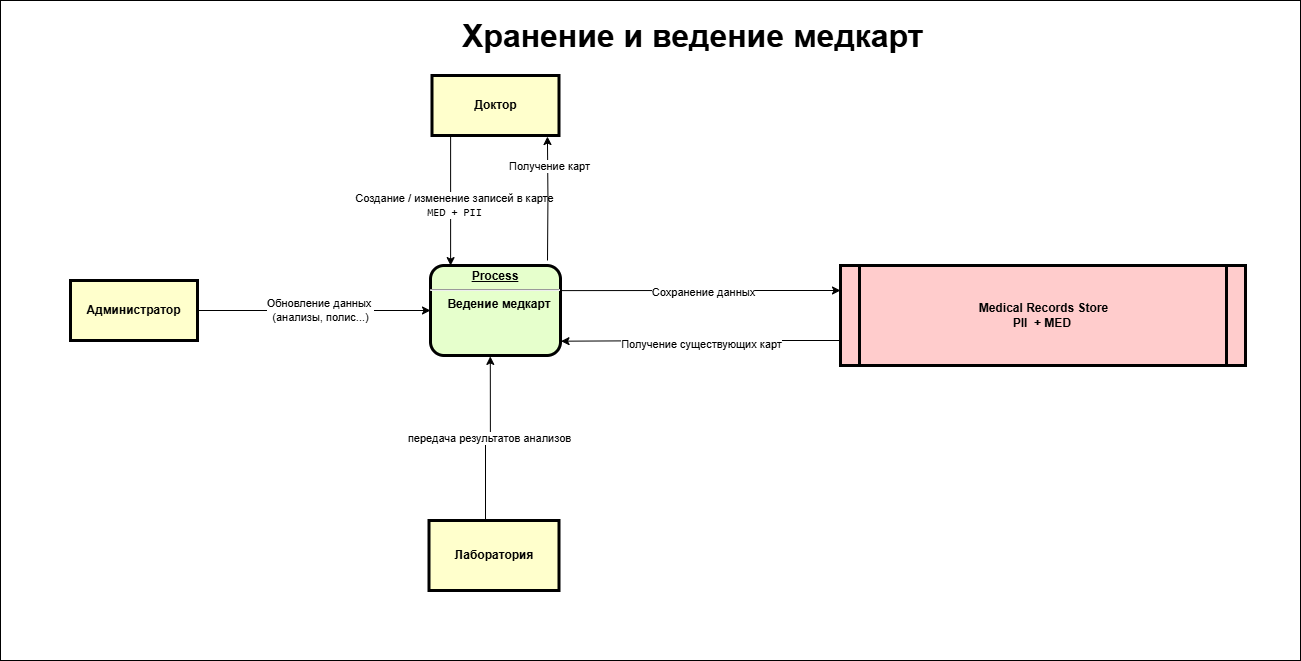 Хранение и ведение медкарт
Доктор
Получение карт
Создание / изменение записей в карте
MED + PII
Process
Ведение медкарт
Администратор
Обновление данных
(анализы, полис...)
Сохранение данных
Получение существующих карт
Medical Records Store
PII + MED
передача результатов анализов
Лаборатория